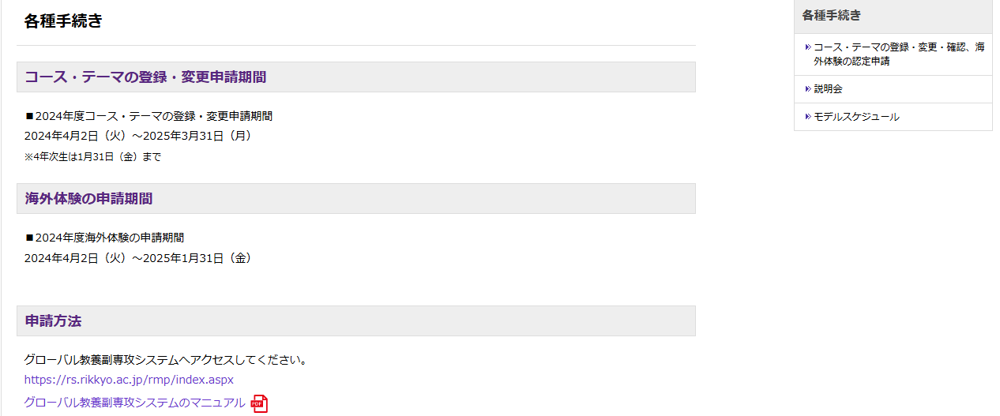 各種手続き
コース・テーマの登録・変更申請期間
■2024年度コース・テーマの登録・変更申請期間
2024年4月2日（火）～2025年3月31日（月）
※4年次生は1月31日（金）まで
海外体験の申請期間
■2024年度海外体験の申請期間
2024年4月2日（火）～2025年1月31日（金）
申請方法
グローバル教養副専攻システムへアクセスしてください。
https://rs.rikkyo.ac.jp/rmp/index.aspx
グローバル教養副専攻システムのマニュアル PDF
各種手続き
コース・テーマの登録・変更・確認、海
外体験の認定申請
説明会
モデルスケジュール